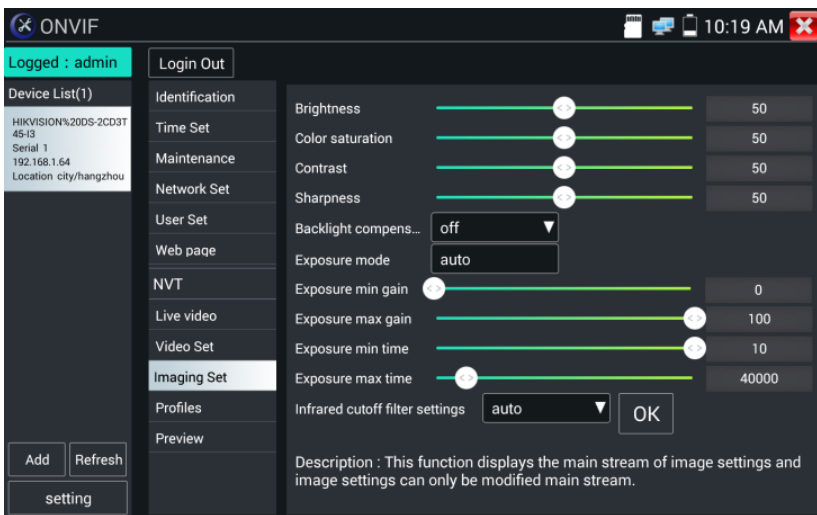 ONVIF
10:19 AM
Logged : admin
Login Out
Device List(1)
HIKVISION%20DS-2CD3T
45-I3
Serial 1
192.168.1.64
Location city/hangzhou
Add
Refresh
setting
Identification
Time Set
Maintenance
Network Set
User Set
Web page
NVT
Live video
Video Set
Imaging Set
Profiles
Preview
Brightness 50
Color saturation 50
Contrast 50
Sharpness 50
Backlight compens... off
Exposure mode auto
Exposure min gain 0
Exposure max gain 100
Exposure min time 10
Exposure max time 40000
Infrared cutoff filter settings auto OK
Description : This function displays the main stream of image settings and
image settings can only be modified main stream.